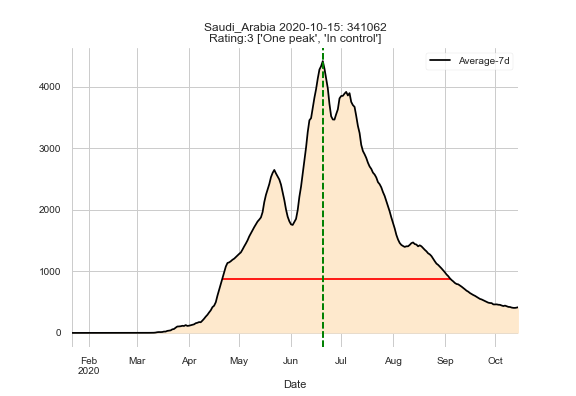 Saudi_Arabia 2020-10-15: 341062
Rating:3 ['One peak', 'In control']
Average-7d
4000
3000
2000
1000
0
Feb Mar Apr May Jun Jul Aug Sep Oct
2020
Date